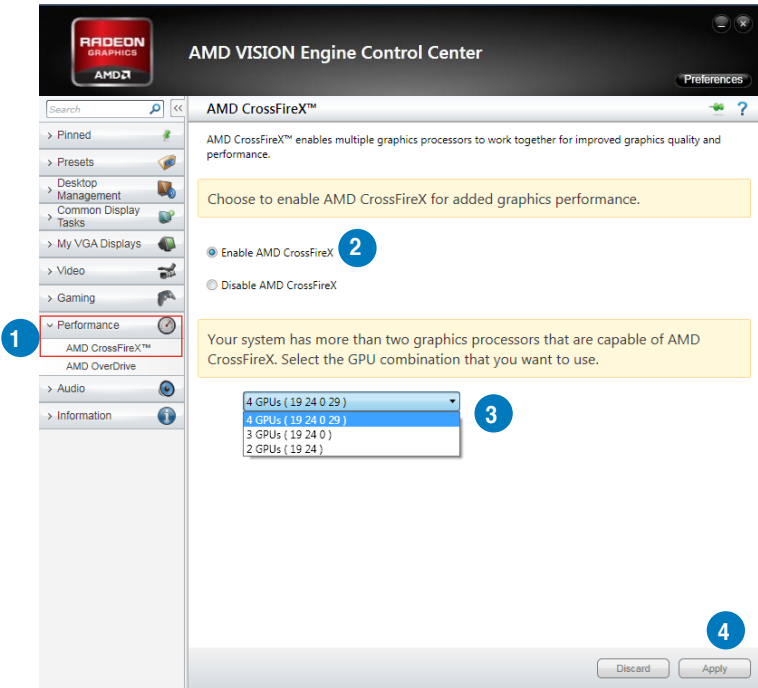 RADEON
GRAPHICS
AMD
AMD VISION Engine Control Center
Preferences
Search
<<
AMD CrossFireX™
?
> Pinned
> Presets
> Desktop
Management
> Common Display
Tasks
> My VGA Displays
> Video
> Gaming
1
Performance
AMD CrossFireX™
AMD OverDrive
> Audio
> Information
AMD CrossFireX™ enables multiple graphics processors to work together for improved graphics quality and
performance.
Choose to enable AMD CrossFireX for added graphics performance.
Enable AMD CrossFireX
2
Disable AMD CrossFireX
Your system has more than two graphics processors that are capable of AMD
CrossFireX. Select the GPU combination that you want to use.
4 GPUs ( 19 24 0 29 )
3
4 GPUs ( 19 24 0 29 )
3 GPUs ( 19 24 0 )
2 GPUs ( 19 24 )
4
Discard
Apply